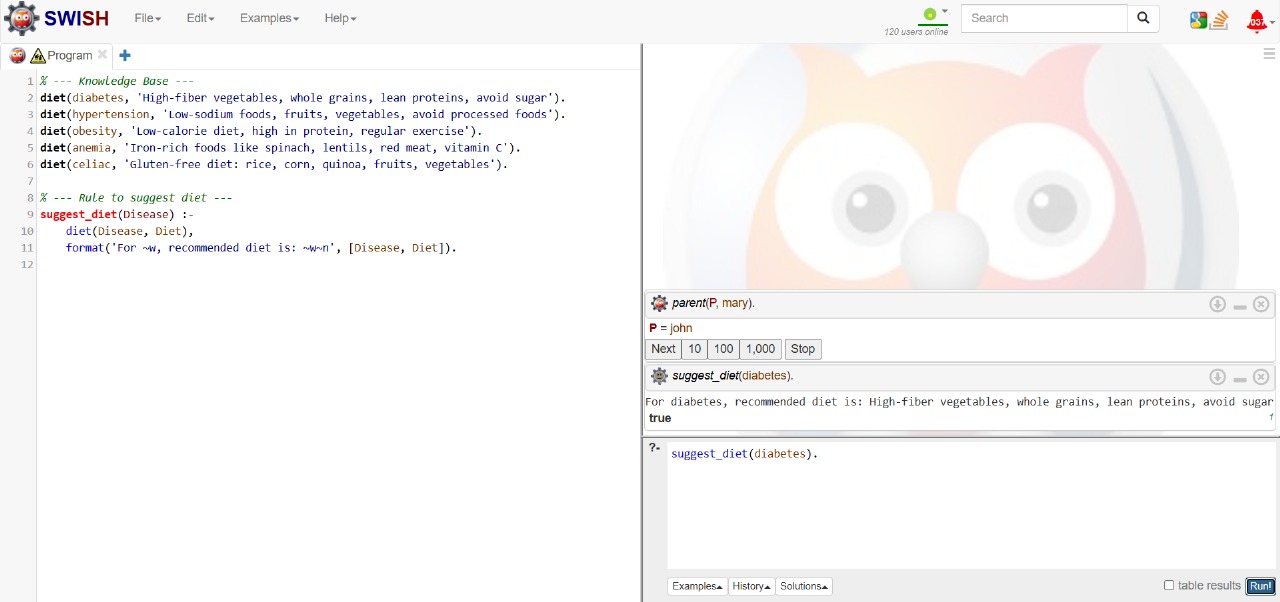 SWISH File Edit Examples Help 120 users online Search
Program
1 % --- Knowledge Base ---
2 diet(diabetes, 'High-fiber vegetables, whole grains, lean proteins, avoid sugar').
3 diet(hypertension, 'Low-sodium foods, fruits, vegetables, avoid processed foods').
4 diet(obesity, 'Low-calorie diet, high in protein, regular exercise').
5 diet(anemia, 'Iron-rich foods like spinach, lentils, red meat, vitamin C').
6 diet(celiac, 'Gluten-free diet: rice, corn, quinoa, fruits, vegetables').
7
8 % --- Rule to suggest diet ---
9 suggest_diet(Disease) :-
10 diet(Disease, Diet),
11 format('For ~w, recommended diet is: ~w~n', [Disease, Diet]).
12
parent(P, mary).
P = john
Next 10 100 1,000 Stop
suggest_diet(diabetes).
For diabetes, recommended diet is: High-fiber vegetables, whole grains, lean proteins, avoid sugar
true
1
?- suggest_diet(diabetes).
Examples History Solutions table results Run!